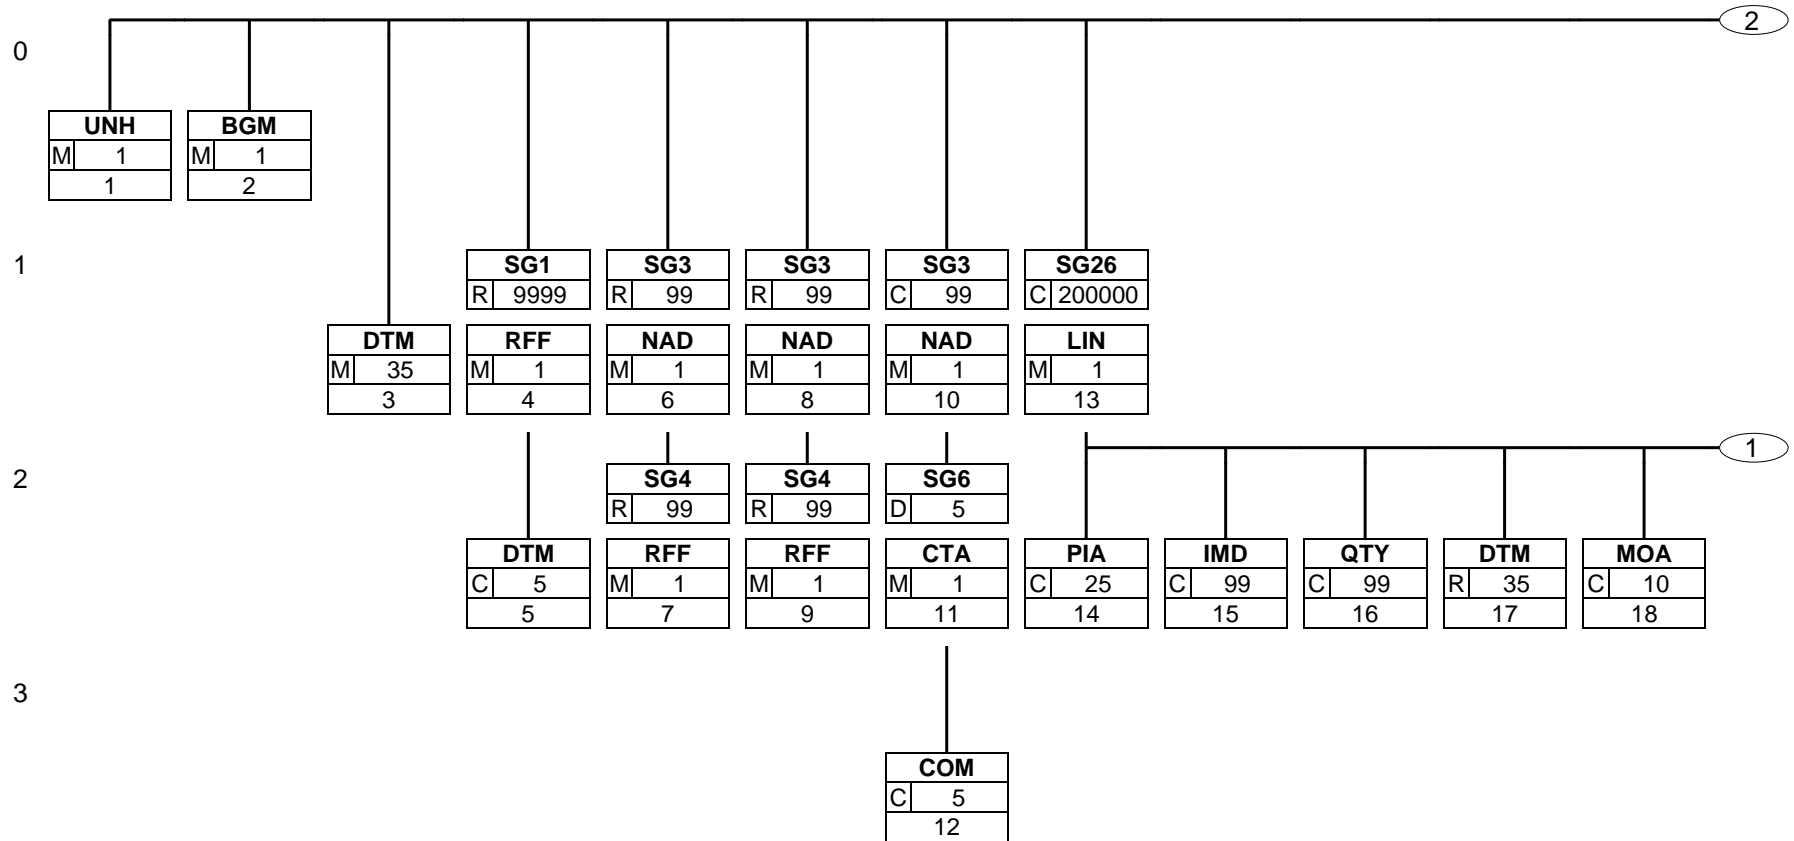 2
0
UNH BGM
M 1 M 1
1 2
1
SG1 SG3 SG3 SG3 SG26
R 9999 R 99 R 99 C 99 C 200000
DTM RFF NAD NAD NAD LIN
M 35 M 1 M 1 M 1 M 1 M 1
3 4 6 8 10 13
1
2
SG4 SG4 SG6
R 99 R 99 D 5
DTM RFF RFF CTA PIA IMD QTY DTM MOA
C 5 M 1 M 1 M 1 C 25 C 99 C 99 R 35 C 10
5 7 9 11 14 15 16 17 18
3
COM
C 5
12